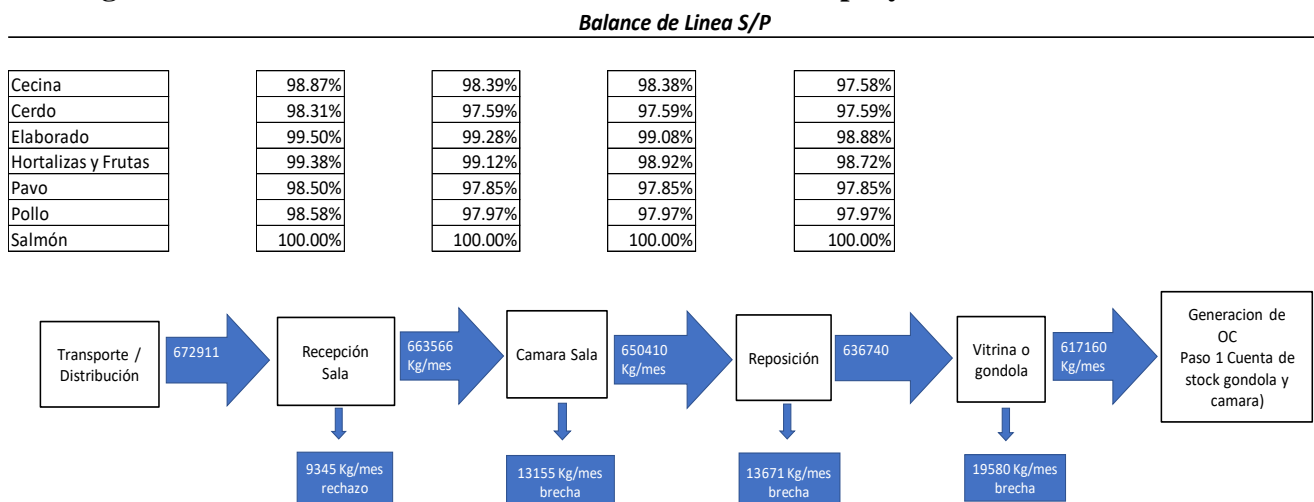 Balance de Linea S/P
Cecina 98.87% 98.39% 98.38% 97.58%
Cerdo 98.31% 97.59% 97.59% 97.59%
Elaborado 99.50% 99.28% 99.08% 98.88%
Hortalizas y Frutas 99.38% 99.12% 98.92% 98.72%
Pavo 98.50% 97.85% 97.85% 97.85%
Pollo 98.58% 97.97% 97.97% 97.97%
Salmón 100.00% 100.00% 100.00% 100.00%
Transporte /
Distribución
672911
Recepción
Sala
663566
Kg/mes
Camara Sala
650410
Kg/mes
Reposición
636740
Vitrina o
gondola
617160
Kg/mes
Generacion de
OC
Paso 1 Cuenta de
stock gondola y
camara)
9345 Kg/mes
rechazo
13155 Kg/mes
brecha
13671 Kg/mes
brecha
19580 Kg/mes
brecha